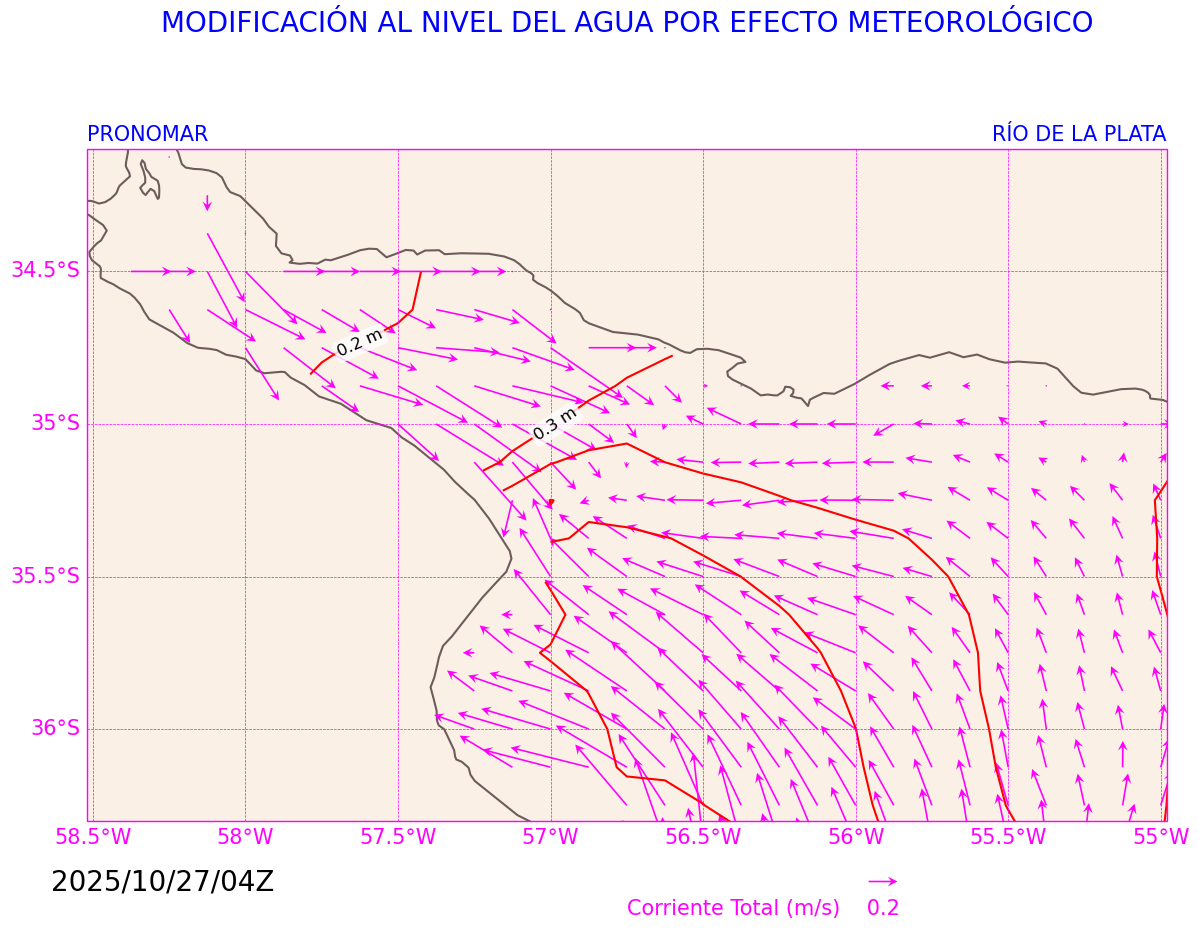 MODIFICACIÓN AL NIVEL DEL AGUA POR EFECTO METEOROLÓGICO
PRONOMAR
RÍO DE LA PLATA
34.5°S
35°S
35.5°S
36°S
0.2 m
0.3 m
58.5°W
58°W
57.5°W
57°W
56.5°W
56°W
55.5°W
55°W
2025/10/27/04Z
Corriente Total (m/s)
0.2